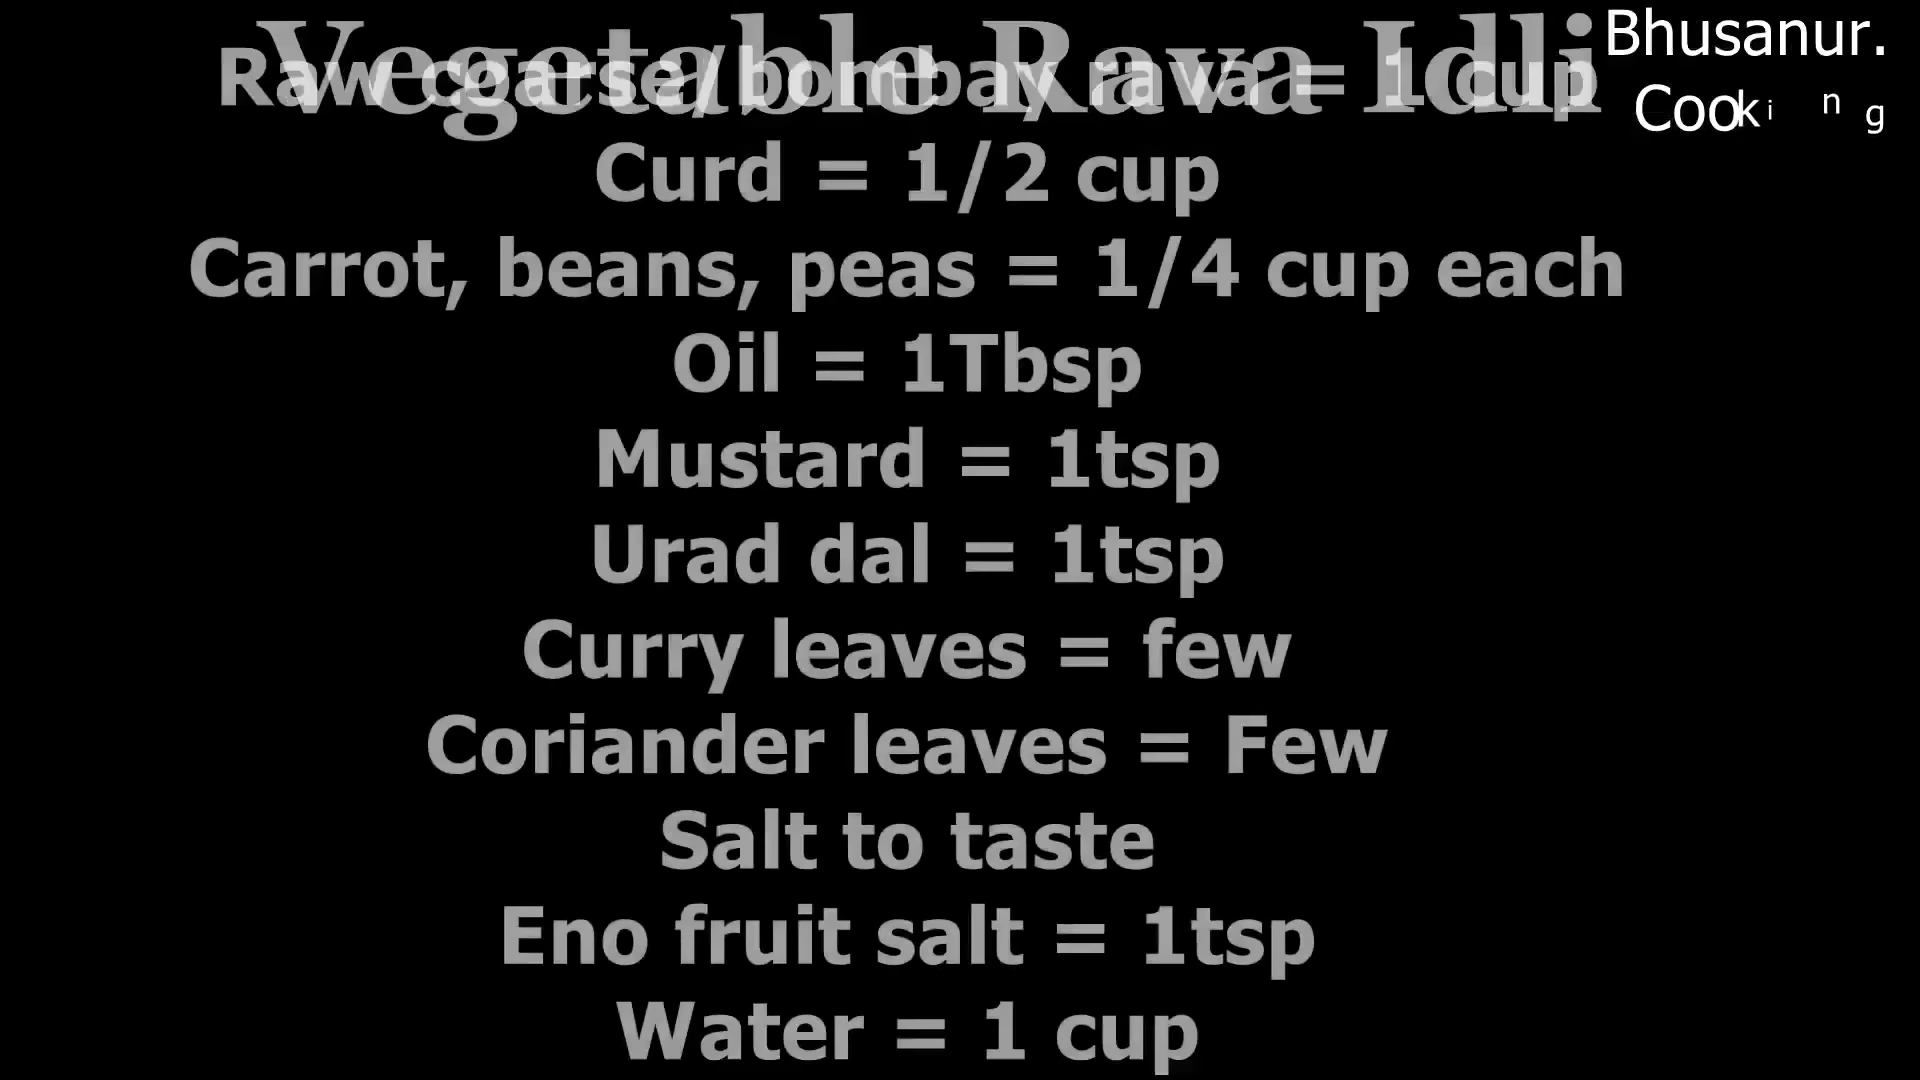 Vegetable Rava Idli
Raw coarse/bombay rava = 1 cup
Curd = 1/2 cup
Carrot, beans, peas = 1/4 cup each
Oil = 1Tbsp
Mustard = 1tsp
Urad dal = 1tsp
Curry leaves = few
Coriander leaves = Few
Salt to taste
Eno fruit salt = 1tsp
Water = 1 cup
Bhusanur.
Cooking